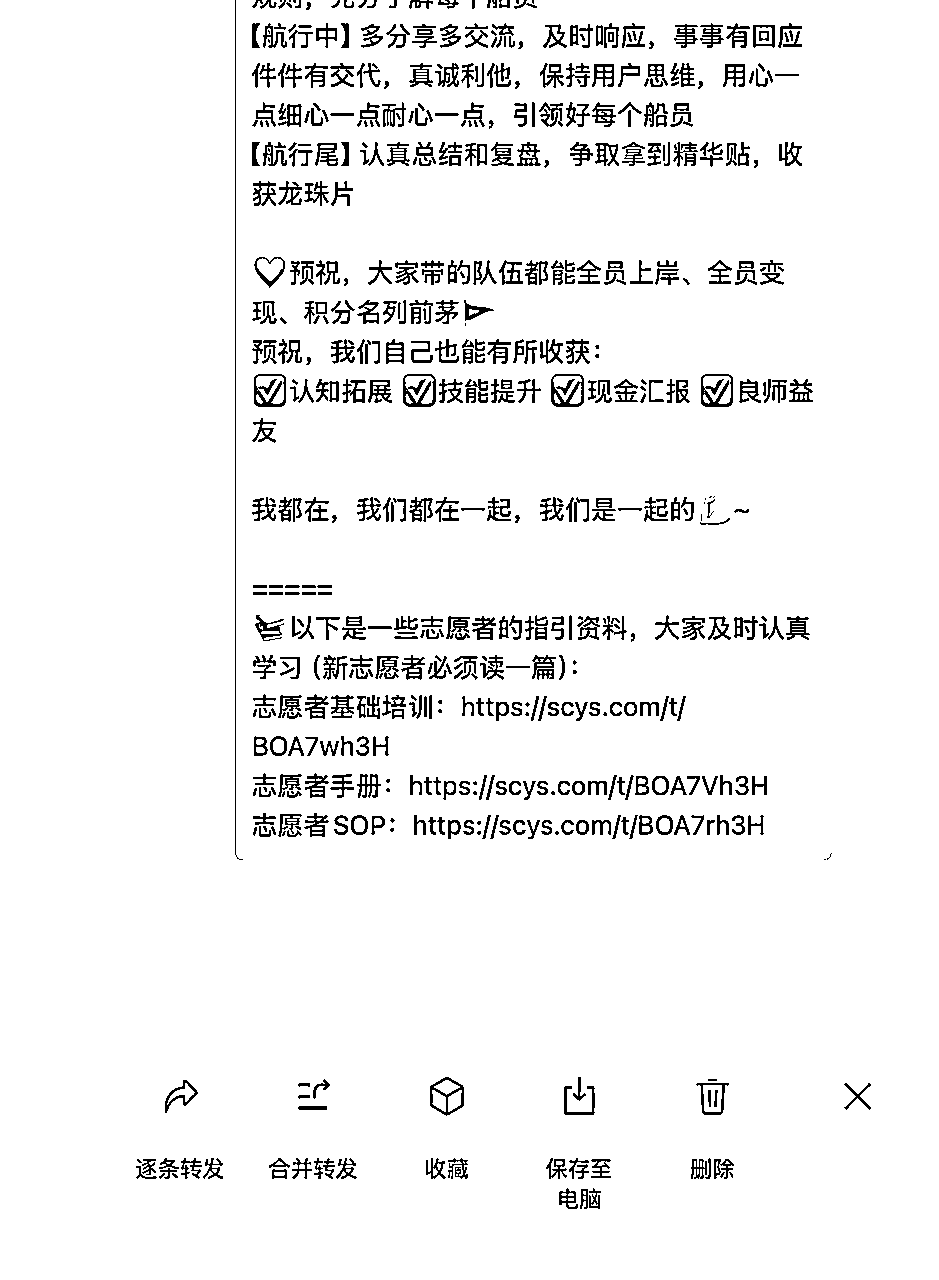 规则，充分了解每个船员
【航行中】多分享多交流，及时响应，事事有回应
件件有交代，真诚利他，保持用户思维，用心一
点细心一点耐心一点，引领好每个船员
【航行尾】认真总结和复盘，争取拿到精华贴，收
获龙珠片
预祝，大家带的队伍都能全员上岸、全员变
现、积分名列前茅
预祝，我们自己也能有所收获：
✅认知拓展 ✅技能提升 ✅现金汇报 ✅良师益
友
我都在，我们都在一起，我们是一起的~
=====
以下是一些志愿者的指引资料，大家及时认真
学习（新志愿者必须读一篇）：
志愿者基础培训：https://scys.com/t/
BOA7wh3H
志愿者手册：https://scys.com/t/BOA7Vh3H
志愿者SOP：https://scys.com/t/BOA7rh3H
逐条转发 合并转发 收藏 保存至 删除
电脑